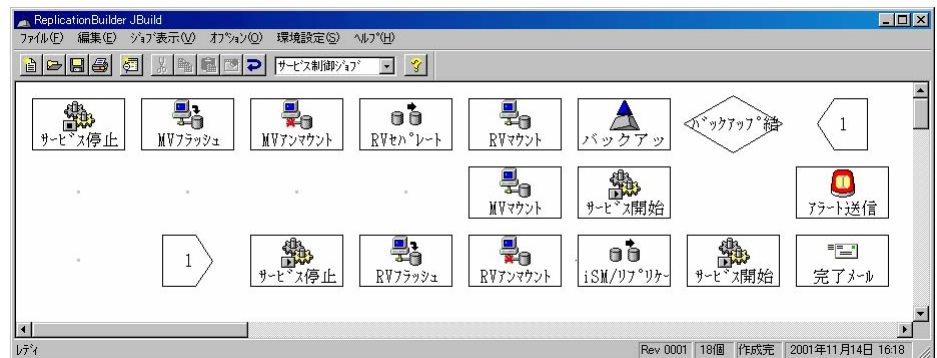 ReplicationBuilder JBuild
ファイル(F) 編集(E) ジョブ表示(V) オプション(O) 環境設定(S) ヘルプ(H)
サービス制御ジョブ
サービス停止 MVフラッシュ MVアンマウント RVセパレート RVマウント バックアッ バックアップ結 1
MVマウント サービス開始 アラート送信
1 サービス停止 RVフラッシュ RVアンマウント iSM/リプリケー サービス開始 完了メール
レディ Rev 0001 18個 作成完 2001年11月14日 16:18